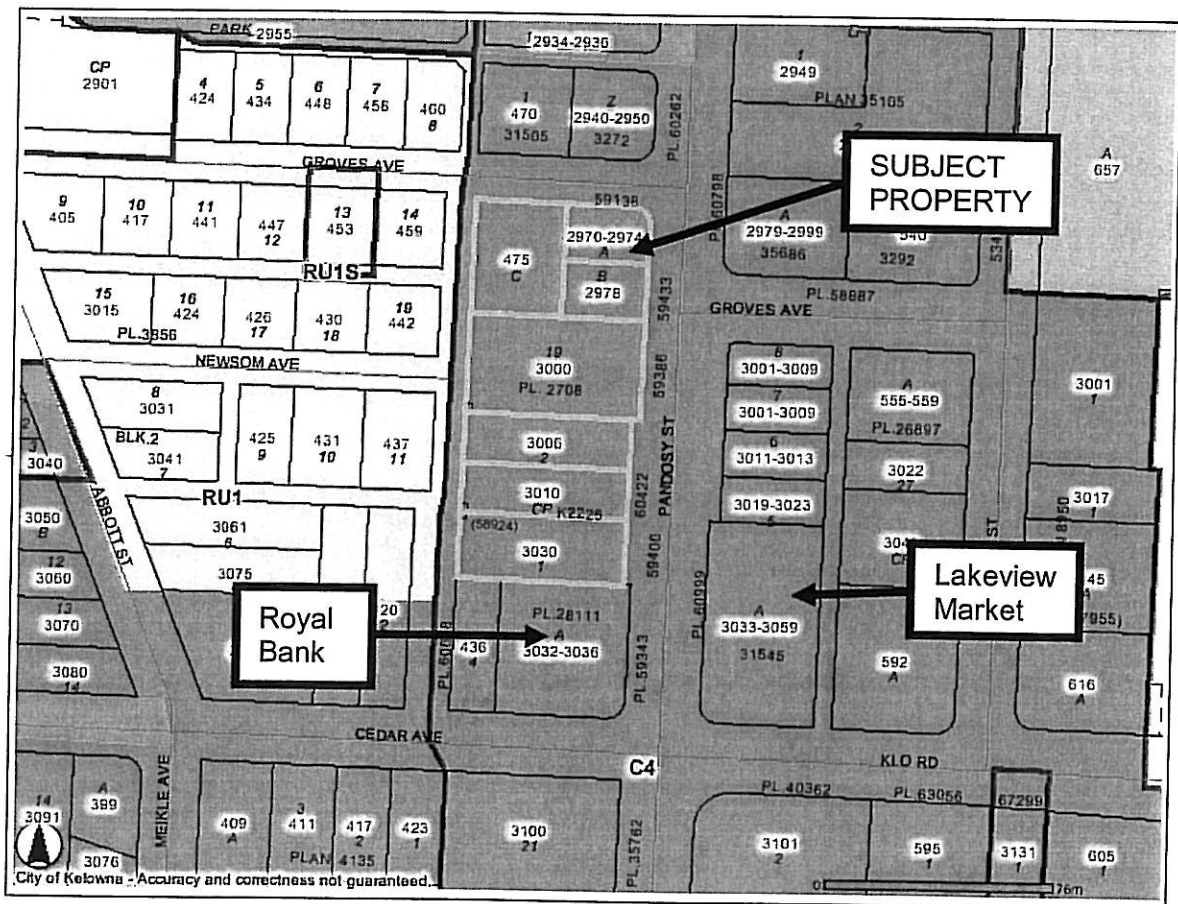 PARK 2955
2934-2936
CP
2901
4
424
5
434
6
448
7
456
460
8
1
470
31505
Z
2940-2950
3272
PL.60262
1
2949
PLAN 35105
2
A
657
SUBJECT
PROPERTY
GROVES AVE
9
405
10
417
11
441
447
12
13
453
14
459
RU1S
59138
475
C
2970-2974
A
B
2978
59433
PL.60798
A
2979-2999
35686
540
3292
PL.58887
GROVES AVE
15
3015
16
424
426
17
430
18
19
442
PL.3856
NEWSOM AVE
19
3000
PL. 2708
59386
8
3001-3009
7
3001-3009
6
3011-3013
3019-3023
5
A
555-559
PL.26897
3022
27
3001
1
3017
1
8
3031
BLK.2
3041
7
425
9
431
10
437
11
RU1
3040
3050
B
12
3060
13
3070
3080
14
ABBOTT ST
3061
6
3075
3006
2
3010
CP K2225
(58924)
3030
1
60422
PANDOSY ST
59400
PL.60999
ST
Lakeview
Market
Royal
Bank
436
4
PL.28111
A
3032-3036
PL.59343
A
3033-3059
31545
592
A
616
A
CEDAR AVE
C4
KLO RD
MEIKLE AVE
14
3091
A
399
3076
409
A
3
411
417
2
423
1
PLAN 4135
3100
21
PL.35762
PL.40362
PL.63056
67299
3101
2
595
1
3131
1
605
1
City of Kelowna - Accuracy and correctness not guaranteed.
0
76m